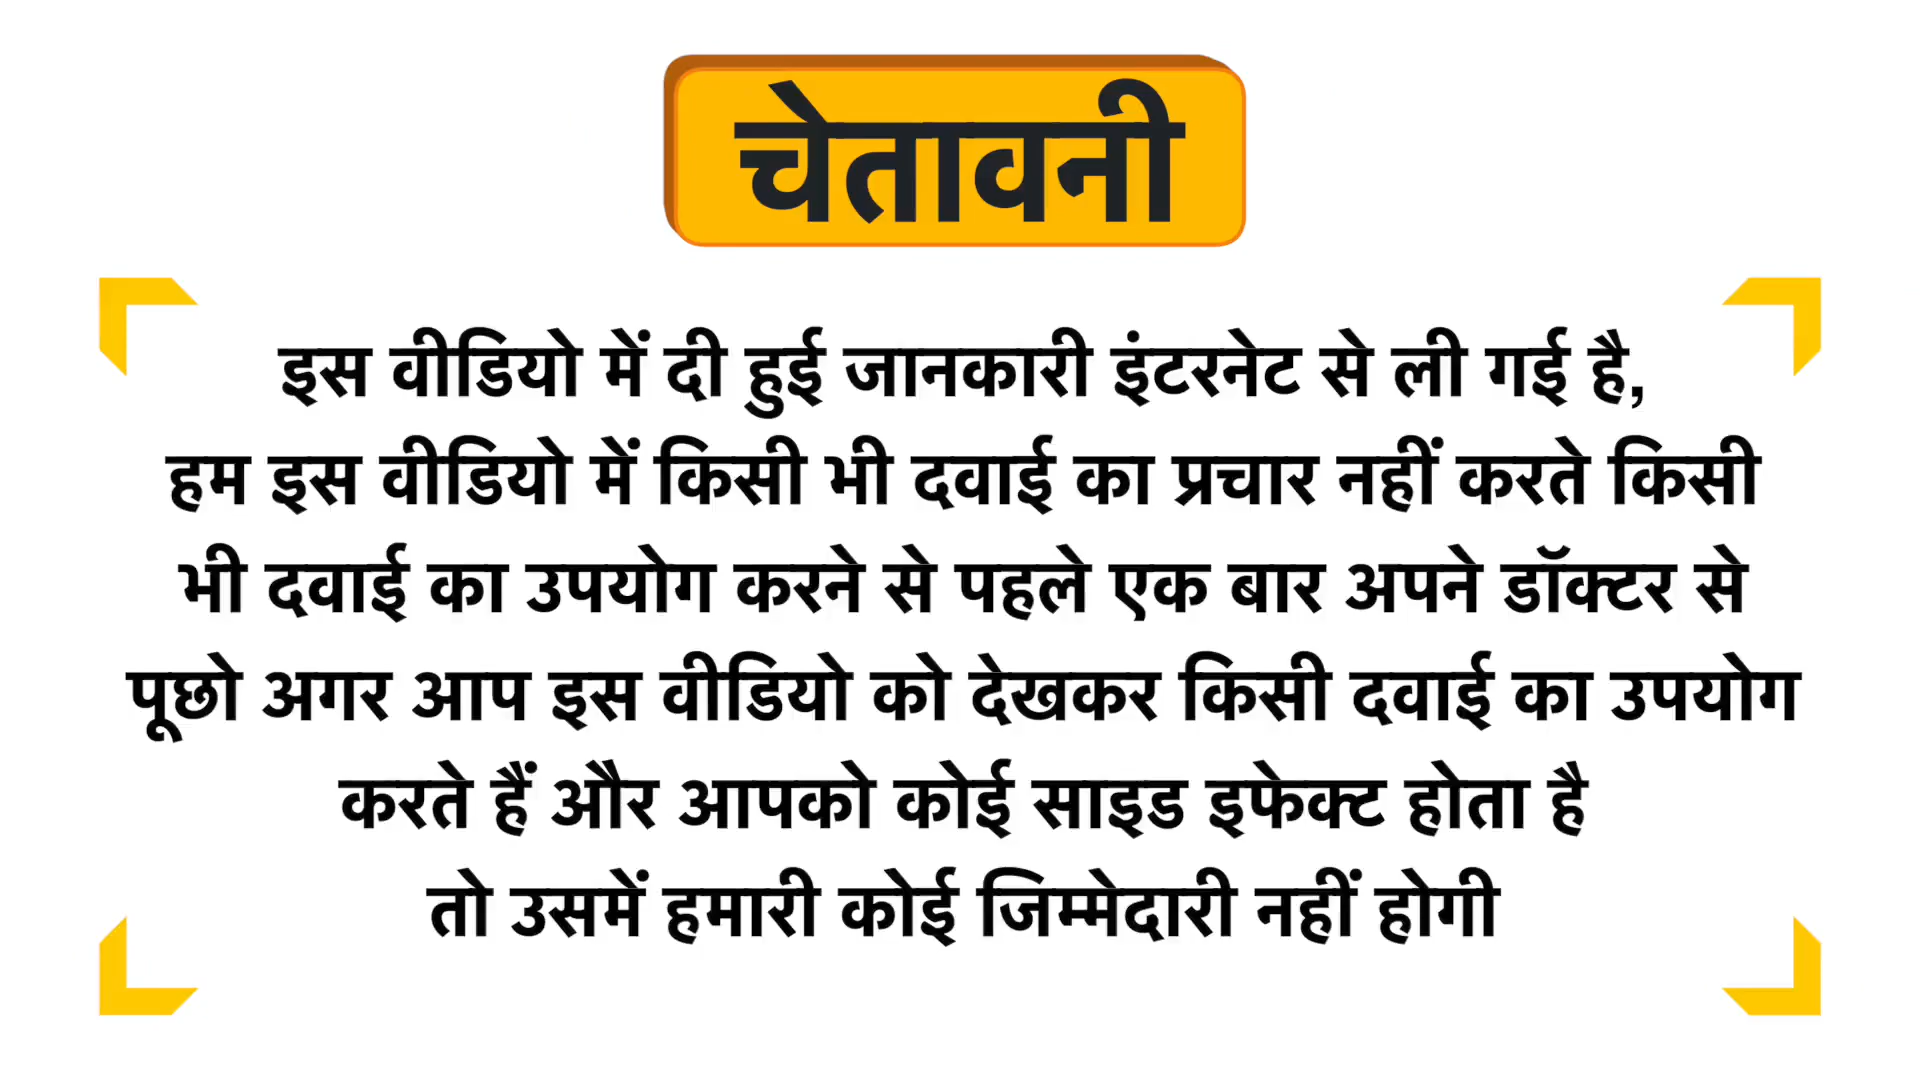 चेतावनी
इस वीडियो में दी हुई जानकारी इंटरनेट से ली गई है,
हम इस वीडियो में किसी भी दवाई का प्रचार नहीं करते किसी
भी दवाई का उपयोग करने से पहले एक बार अपने डॉक्टर से
पूछो अगर आप इस वीडियो को देखकर किसी दवाई का उपयोग
करते हैं और आपको कोई साइड इफेक्ट होता है
तो उसमें हमारी कोई जिम्मेदारी नहीं होगी